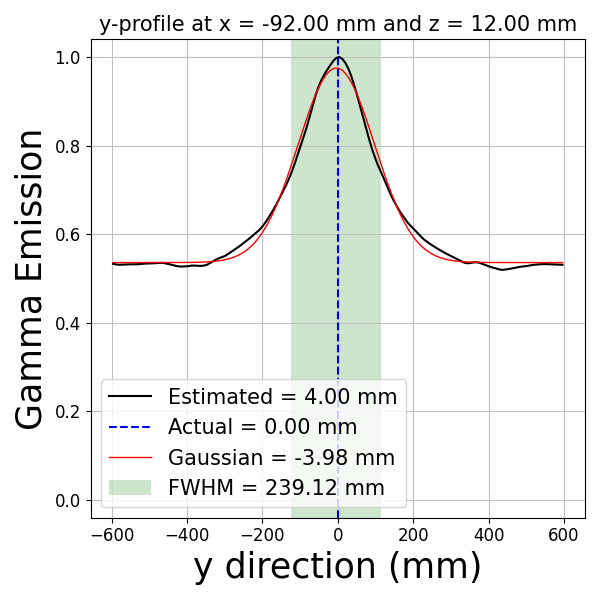 y-profile at x = -92.00 mm and z = 12.00 mm
Gamma Emission
1.0
0.8
0.6
0.4
0.2
0.0
Estimated = 4.00 mm
Actual = 0.00 mm
Gaussian = -3.98 mm
FWHM = 239.12 mm
−600 −400 −200 0 200 400 600
y direction (mm)